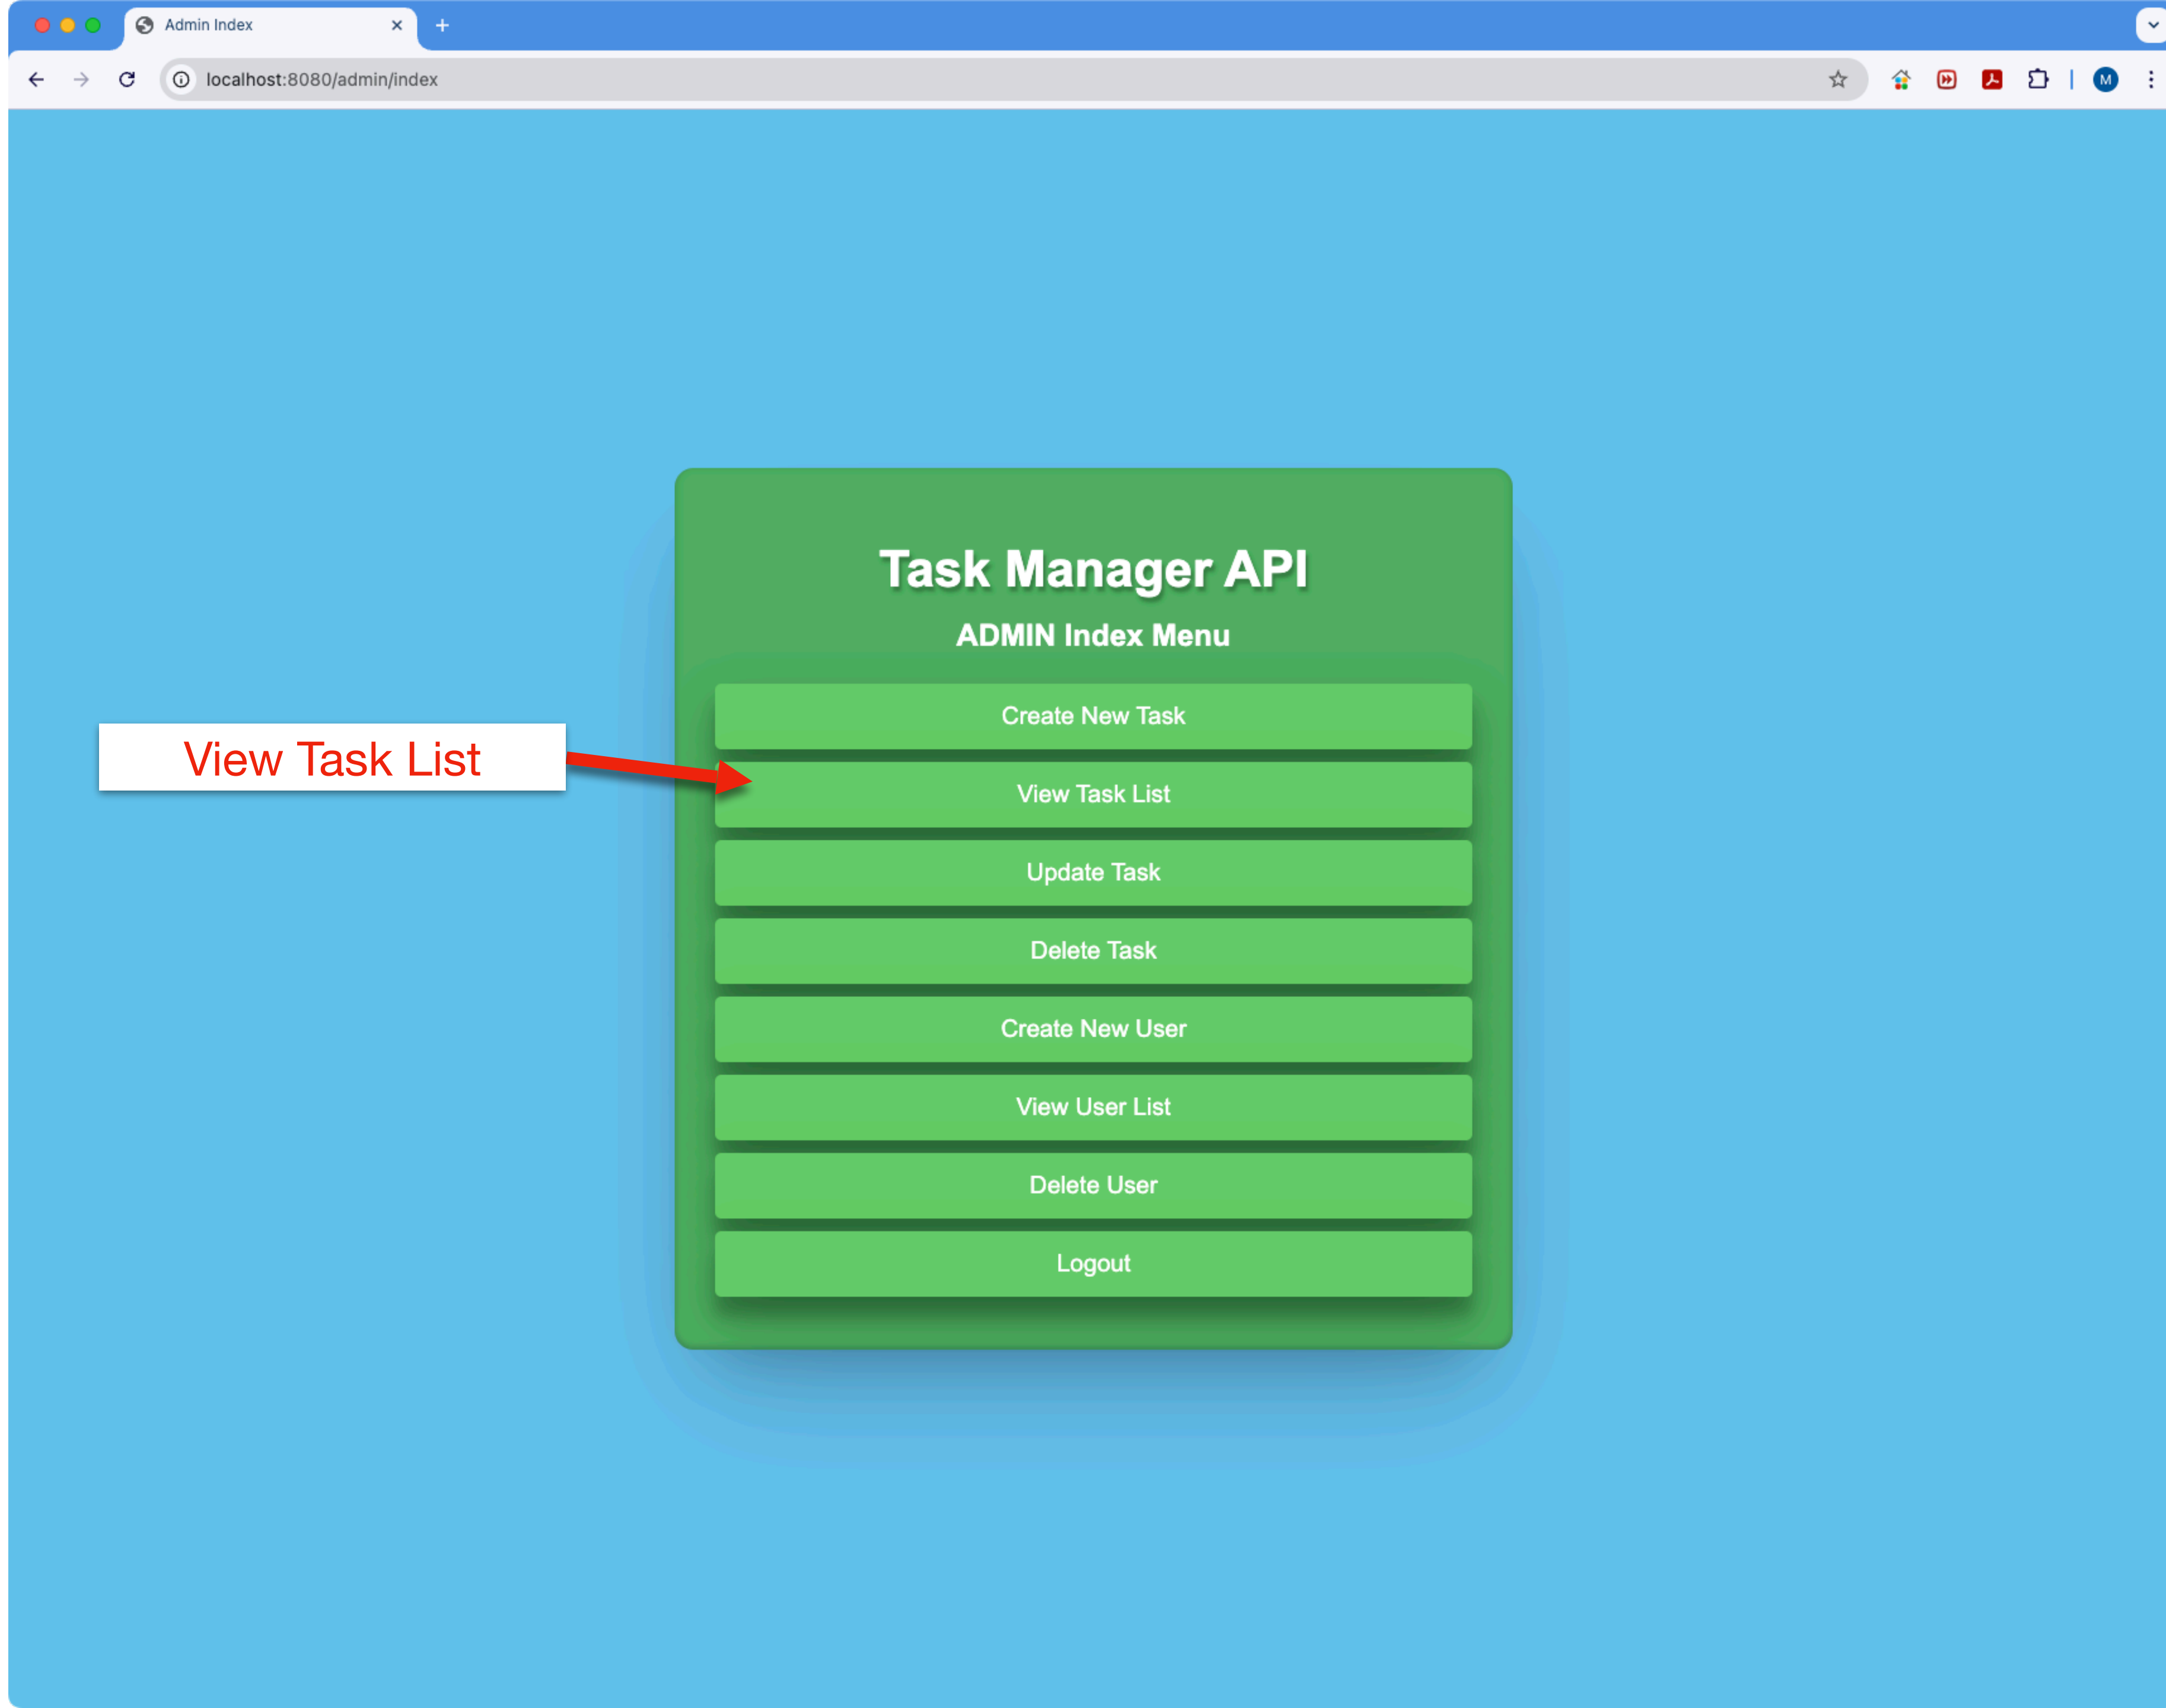 Admin Index
localhost:8080/admin/index
M
Task Manager API
ADMIN Index Menu
Create New Task
View Task List
View Task List
Update Task
Delete Task
Create New User
View User List
Delete User
Logout